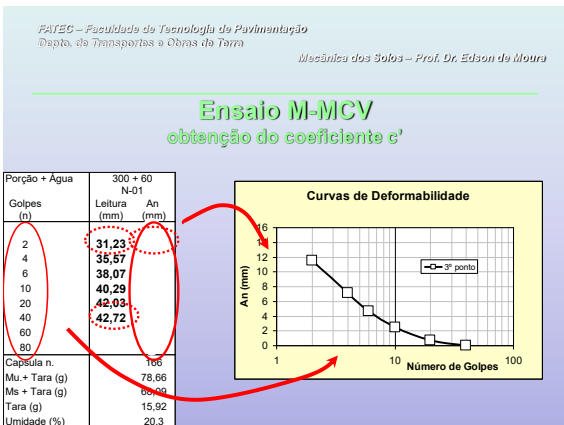 FATEC – Faculdade de Tecnologia de Pavimentação
Depto. de Transportes e Obras de Terra
Mecânica dos Solos – Prof. Dr. Edson de Moura
Ensaio M-MCV
obtenção do coeficiente c'
Porção + Água 300 + 60
N-01
Golpes Leitura An
(n) (mm) (mm)
2 31,23
4 35,57
6 38,07
10 40,29
20 42,03
40 42,72
60
80
Cápsula n. 166
Mu.+ Tara (g) 78,66
Ms + Tara (g) 68,09
Tara (g) 15,92
Umidade (%) 20,3
Curvas de Deformabilidade
An (mm)
16
14
12
10
8
6
4
2
0
3º ponto
1 10 100
Número de Golpes